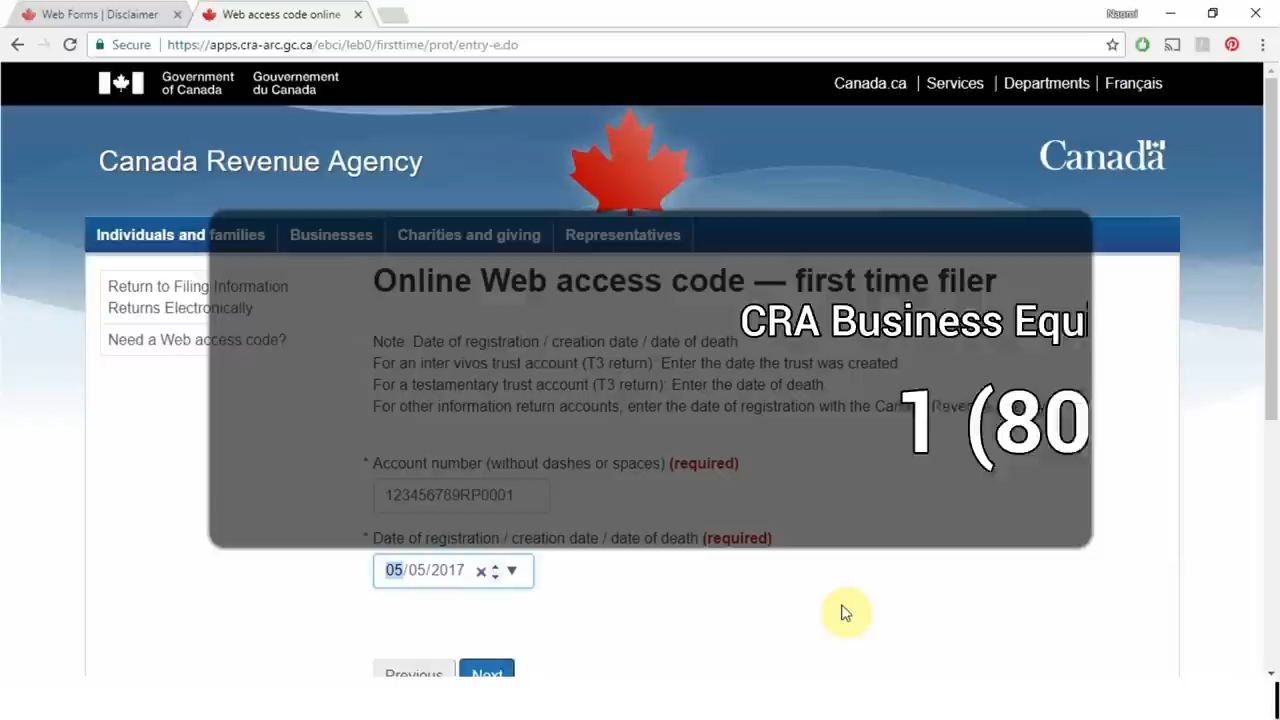 Web Forms | Disclaimer
Web access code online
Naomi
Secure
https://apps.cra-arc.gc.ca/ebci/leb0/firsttime/prot/entry-e.do
Government of Canada
Gouvernement du Canada
Canada.ca | Services | Departments | Français
Canada Revenue Agency
Canada
Individuals and families
Businesses
Charities and giving
Representatives
Return to Filing Information
Returns Electronically
Need a Web access code?
Online Web access code — first time filer
CRA Business Equi
Note: Date of registration / creation date / date of death
For an inter vivos trust account (T3 return): Enter the date the trust was created
For a testamentary trust account (T3 return): Enter the date of death
For other information return accounts, enter the date of registration with the
1 (80
* Account number (without dashes or spaces) (required)
123456789RP0001
* Date of registration / creation date / date of death (required)
05/05/2017
Previous
Next